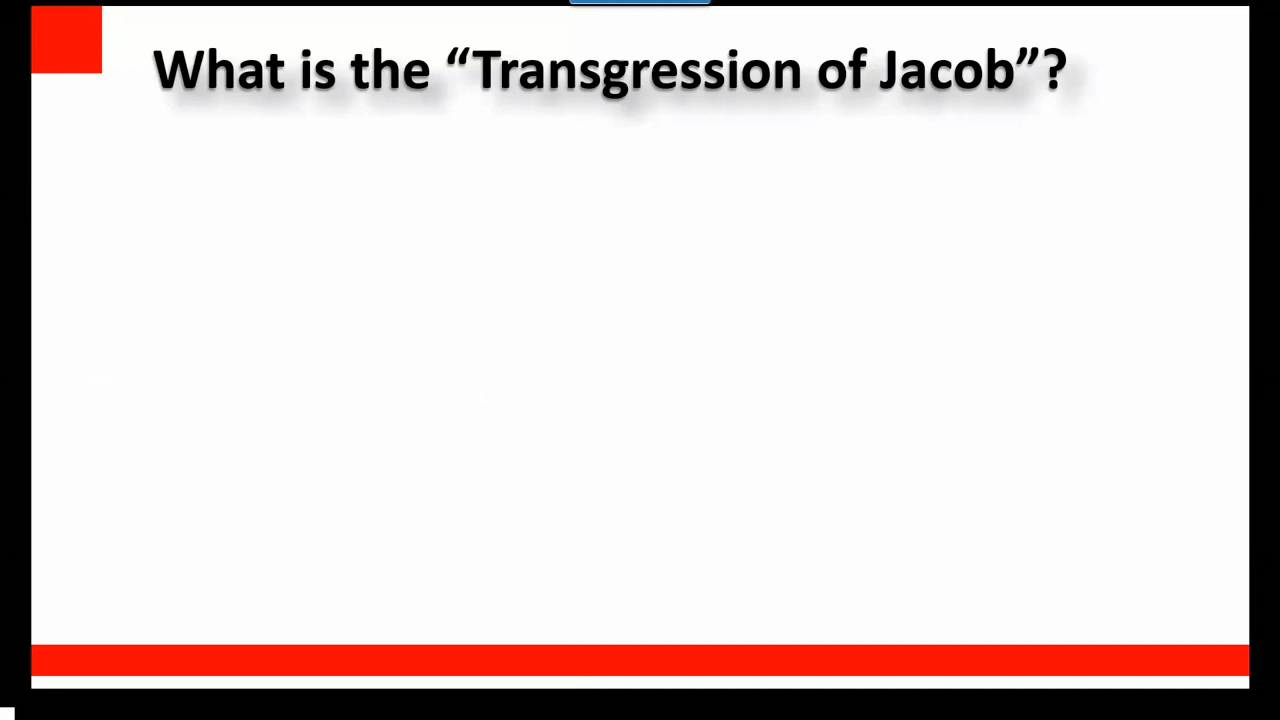 What is the “Transgression of Jacob”?